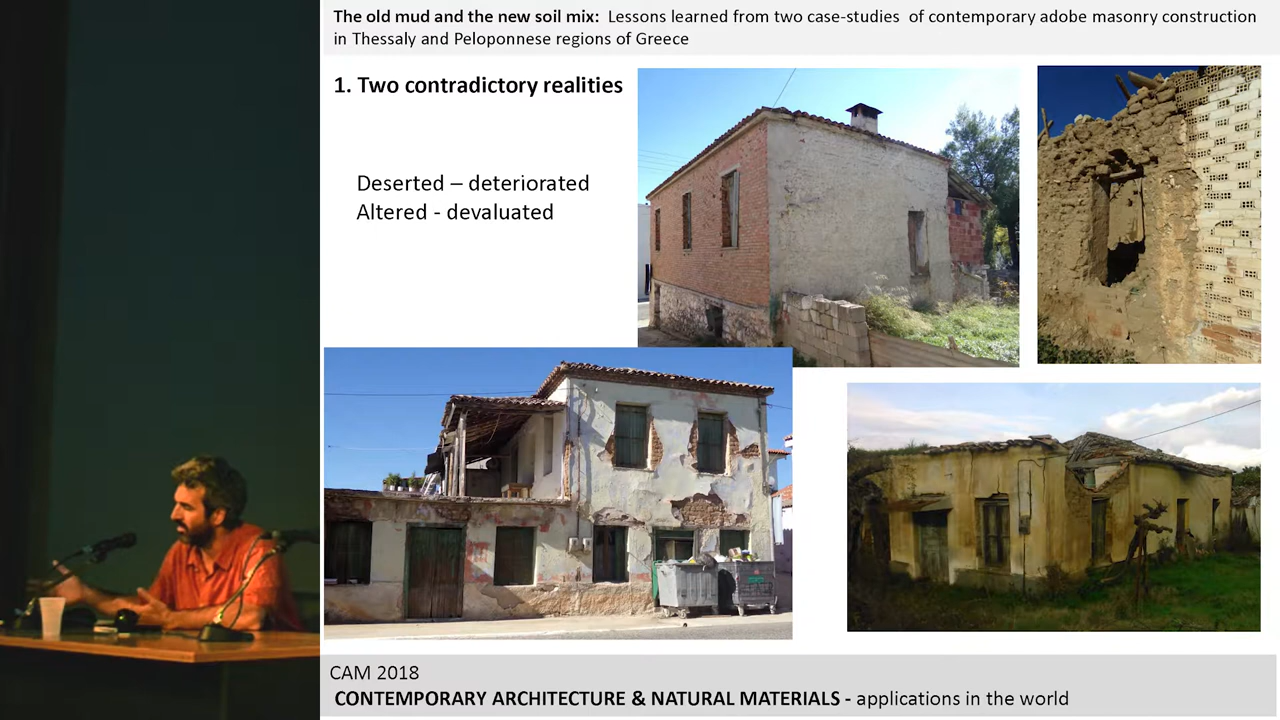 The old mud and the new soil mix: Lessons learned from two case-studies of contemporary adobe masonry construction
in Thessaly and Peloponnese regions of Greece
1. Two contradictory realities
Deserted – deteriorated
Altered - devaluated
CAM 2018
CONTEMPORARY ARCHITECTURE & NATURAL MATERIALS - applications in the world